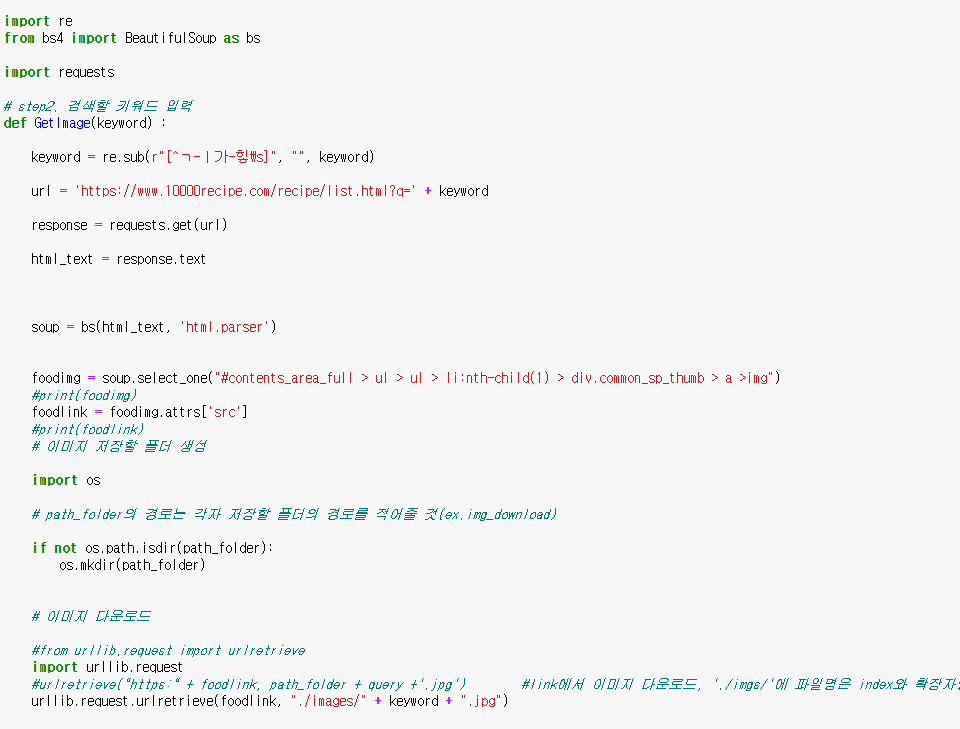 import re
from bs4 import BeautifulSoup as bs
import requests
# step2. 검색할 키워드 입력
def GetImage(keyword) :
keyword = re.sub(r"[^ㄱ-ㅣ가-힣₩s]", "", keyword)
url = 'https://www.10000recipe.com/recipe/list.html?q=' + keyword
response = requests.get(url)
html_text = response.text
soup = bs(html_text, 'html.parser')
foodimg = soup.select_one("#contents_area_full > ul > ul > li:nth-child(1) > div.common_sp_thumb > a >img")
#print(foodimg)
foodlink = foodimg.attrs['src']
#print(foodlink)
# 이미지 저장할 폴더 생성
import os
# path_folder의 경로는 각자 저장할 폴더의 경로를 적어줄 것(ex.img_download)
if not os.path.isdir(path_folder):
os.mkdir(path_folder)
# 이미지 다운로드
#from urllib.request import urlretrieve
import urllib.request
#urlretrieve("https:" + foodlink, path_folder + query +'.jpg') #link에서 이미지 다운로드, './imgs/'에 파일명은 index와 확장자
urllib.request.urlretrieve(foodlink, "./images/" + keyword + ".jpg")